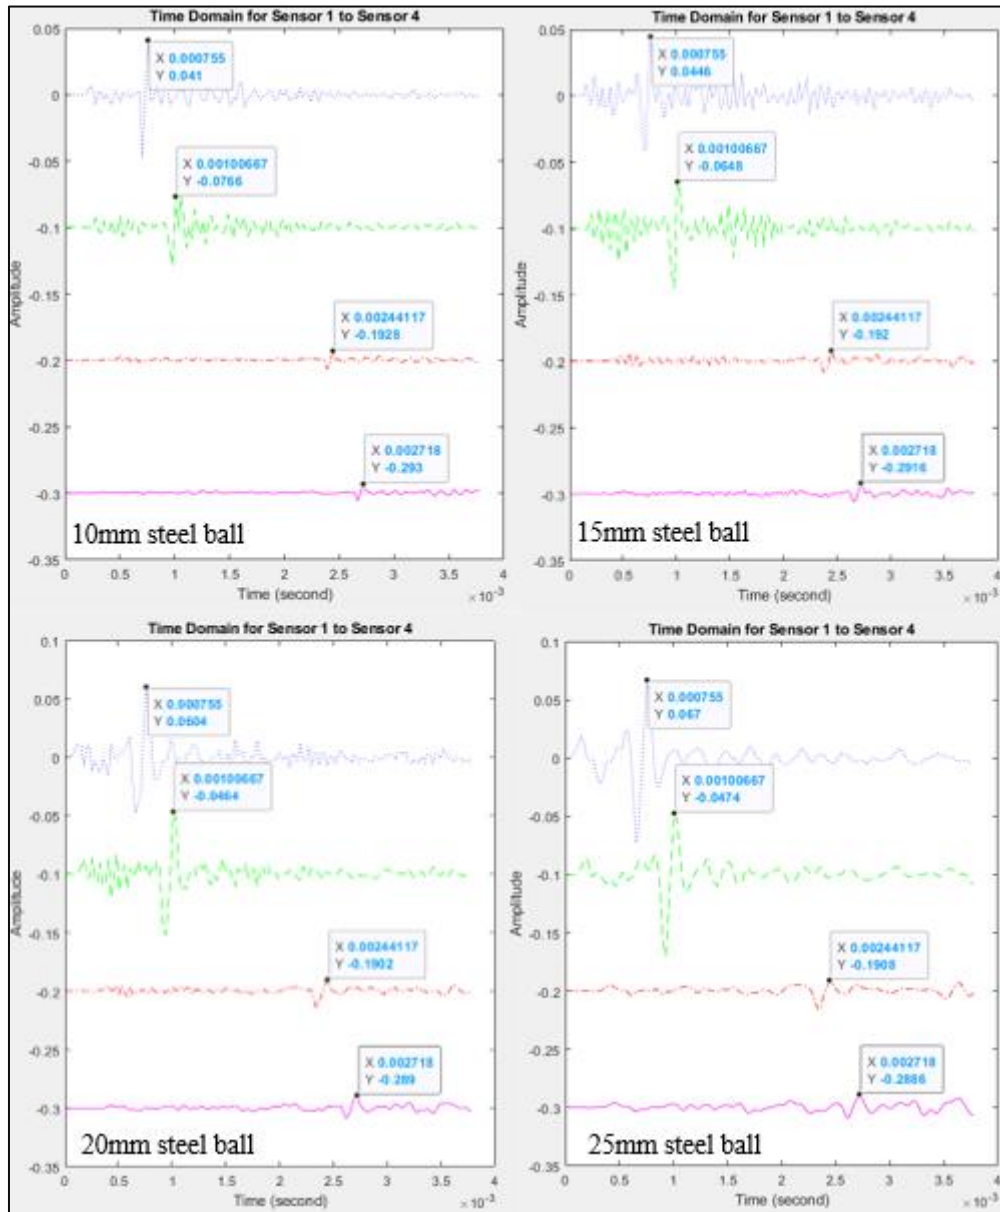 Time Domain for Sensor 1 to Sensor 4
0.05
0
-0.05
-0.1
-0.15
-0.2
-0.25
-0.3
-0.35
Amplitude
X 0.000755
Y 0.041
X 0.00100667
Y -0.0766
X 0.00244117
Y -0.1928
X 0.002718
Y -0.293
10mm steel ball
0 0.5 1 1.5 2 2.5 3 3.5 4
Time (second)
× 10⁻³
Time Domain for Sensor 1 to Sensor 4
0.05
0
-0.05
-0.1
-0.15
-0.2
-0.25
-0.3
-0.35
Amplitude
X 0.000755
Y 0.0446
X 0.00100667
Y -0.0648
X 0.00244117
Y -0.192
X 0.002718
Y -0.2916
15mm steel ball
0 0.5 1 1.5 2 2.5 3 3.5 4
Time (second)
× 10⁻³
Time Domain for Sensor 1 to Sensor 4
0.1
0.05
0
-0.05
-0.1
-0.15
-0.2
-0.25
-0.3
-0.35
Amplitude
X 0.000755
Y 0.0604
X 0.00100667
Y -0.0464
X 0.00244117
Y -0.1902
X 0.002718
Y -0.289
20mm steel ball
0 0.5 1 1.5 2 2.5 3 3.5 4
Time (second)
× 10⁻³
Time Domain for Sensor 1 to Sensor 4
0.1
0.05
0
-0.05
-0.1
-0.15
-0.2
-0.25
-0.3
-0.35
Amplitude
X 0.000755
Y 0.067
X 0.00100667
Y -0.0474
X 0.00244117
Y -0.1908
X 0.002718
Y -0.2886
25mm steel ball
0 0.5 1 1.5 2 2.5 3 3.5 4
Time (second)
× 10⁻³